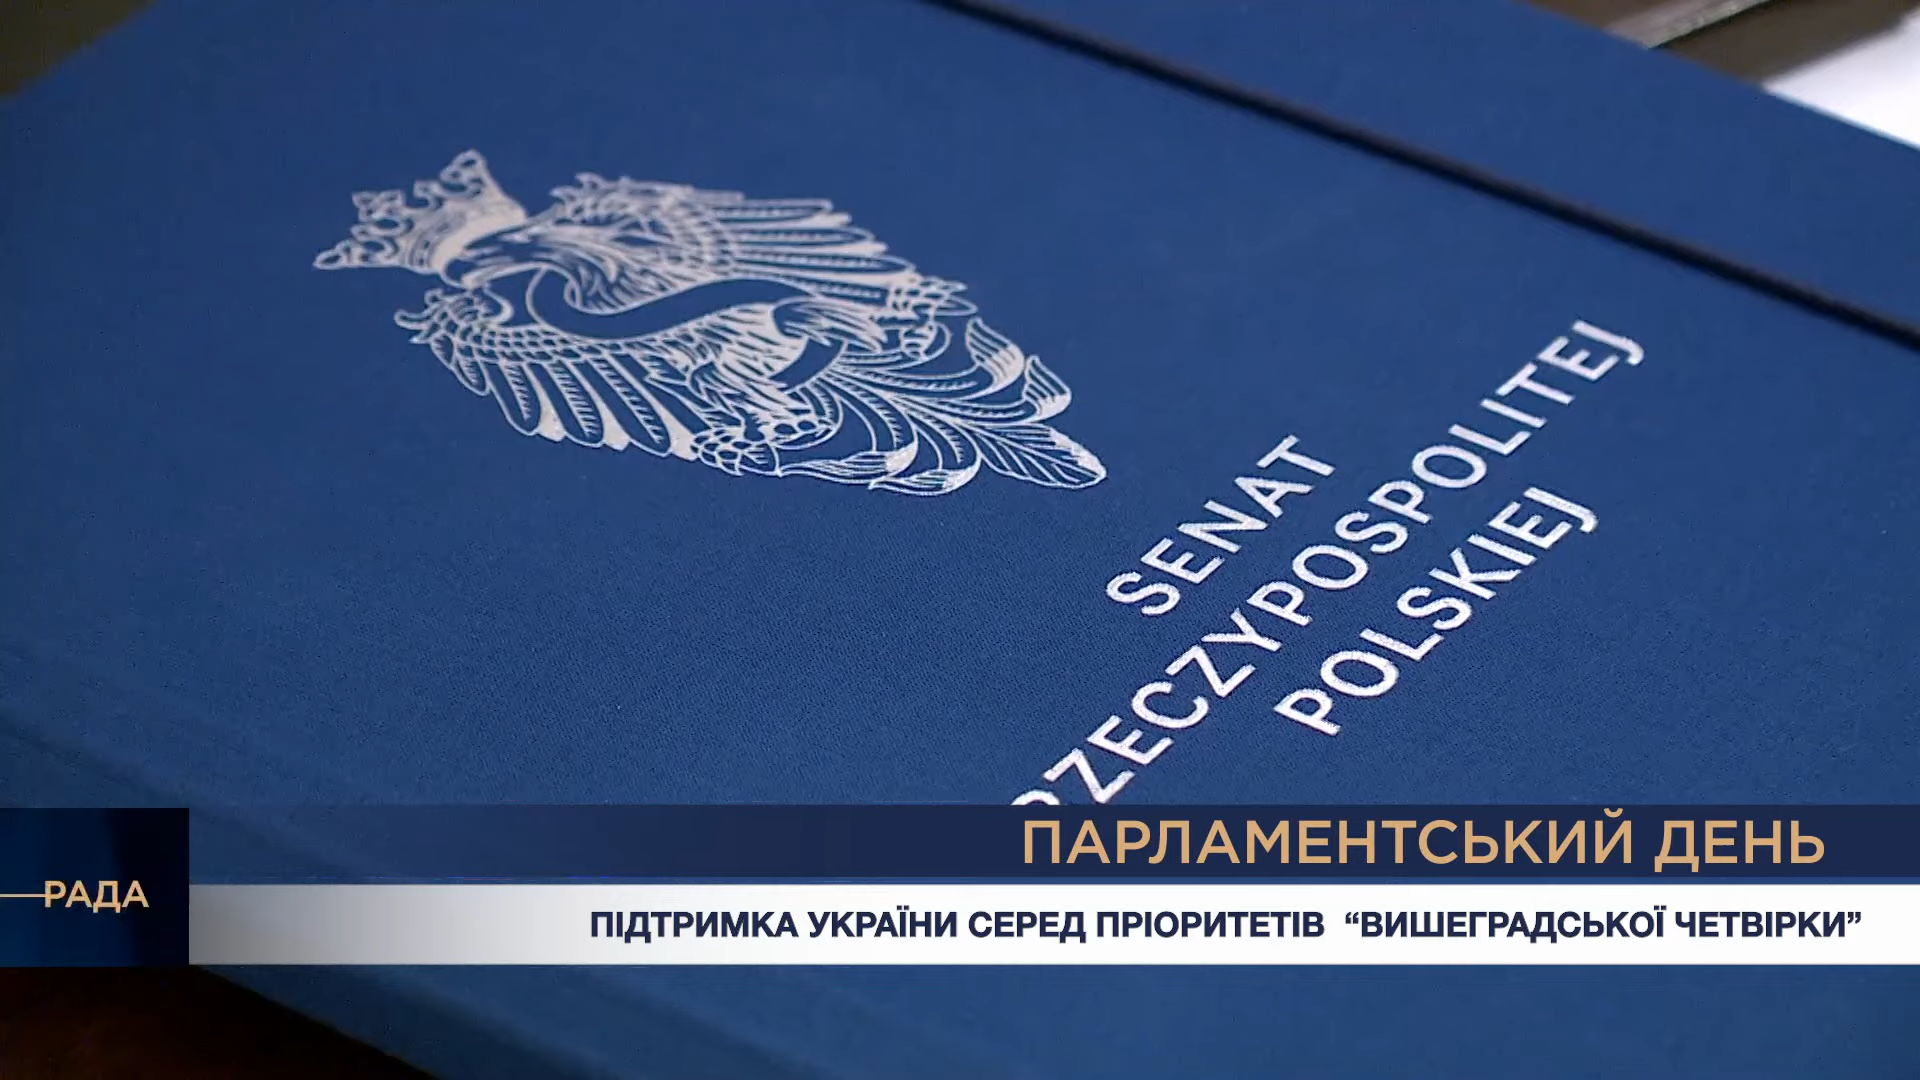 SENAT
RZECZYPOSPOLITEJ
POLSKIEJ
ПАРЛАМЕНТСЬКИЙ ДЕНЬ
РАДА
ПІДТРИМКА УКРАЇНИ СЕРЕД ПРІОРИТЕТІВ “ВИШЕГРАДСЬКОЇ ЧЕТВІРКИ”